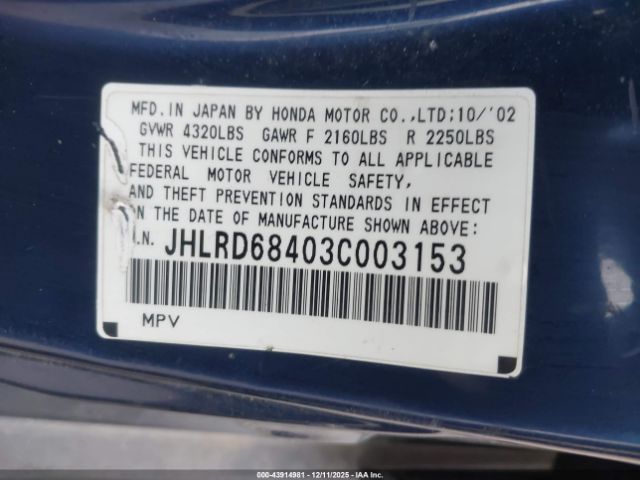 MFD.IN JAPAN BY HONDA MOTOR CO.,LTD:10/'02
GVWR 4320LBS GAWR F 2160LBS R 2250LBS
THIS VEHICLE CONFORMS TO ALL APPLICABLE
FEDERAL MOTOR VEHICLE SAFETY,
AND THEFT PREVENTION STANDARDS IN EFFECT
ON THE DATE OF MANUFACTURE SHOWN ABOVE:
.N. JHLRD68403C003153
MPV
000-43914981 - 12/11/2025 - IAA, Inc.